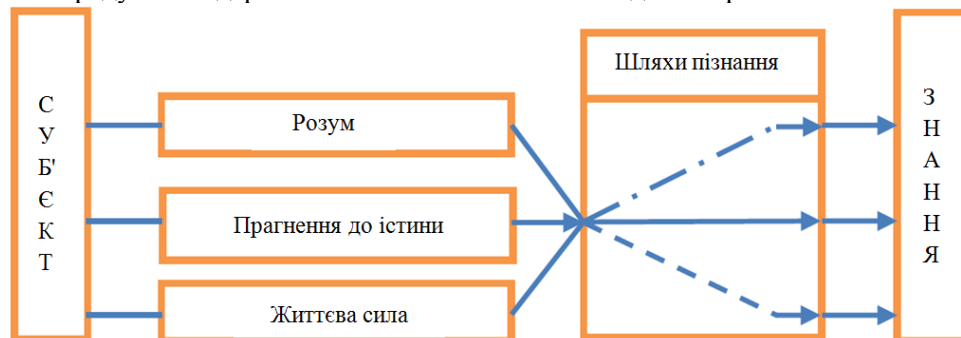 С
У
Б'
Є
К
Т
Розум
Прагнення до істини
Життєва сила
Шляхи пізнання
З
Н
А
Н
Н
Я